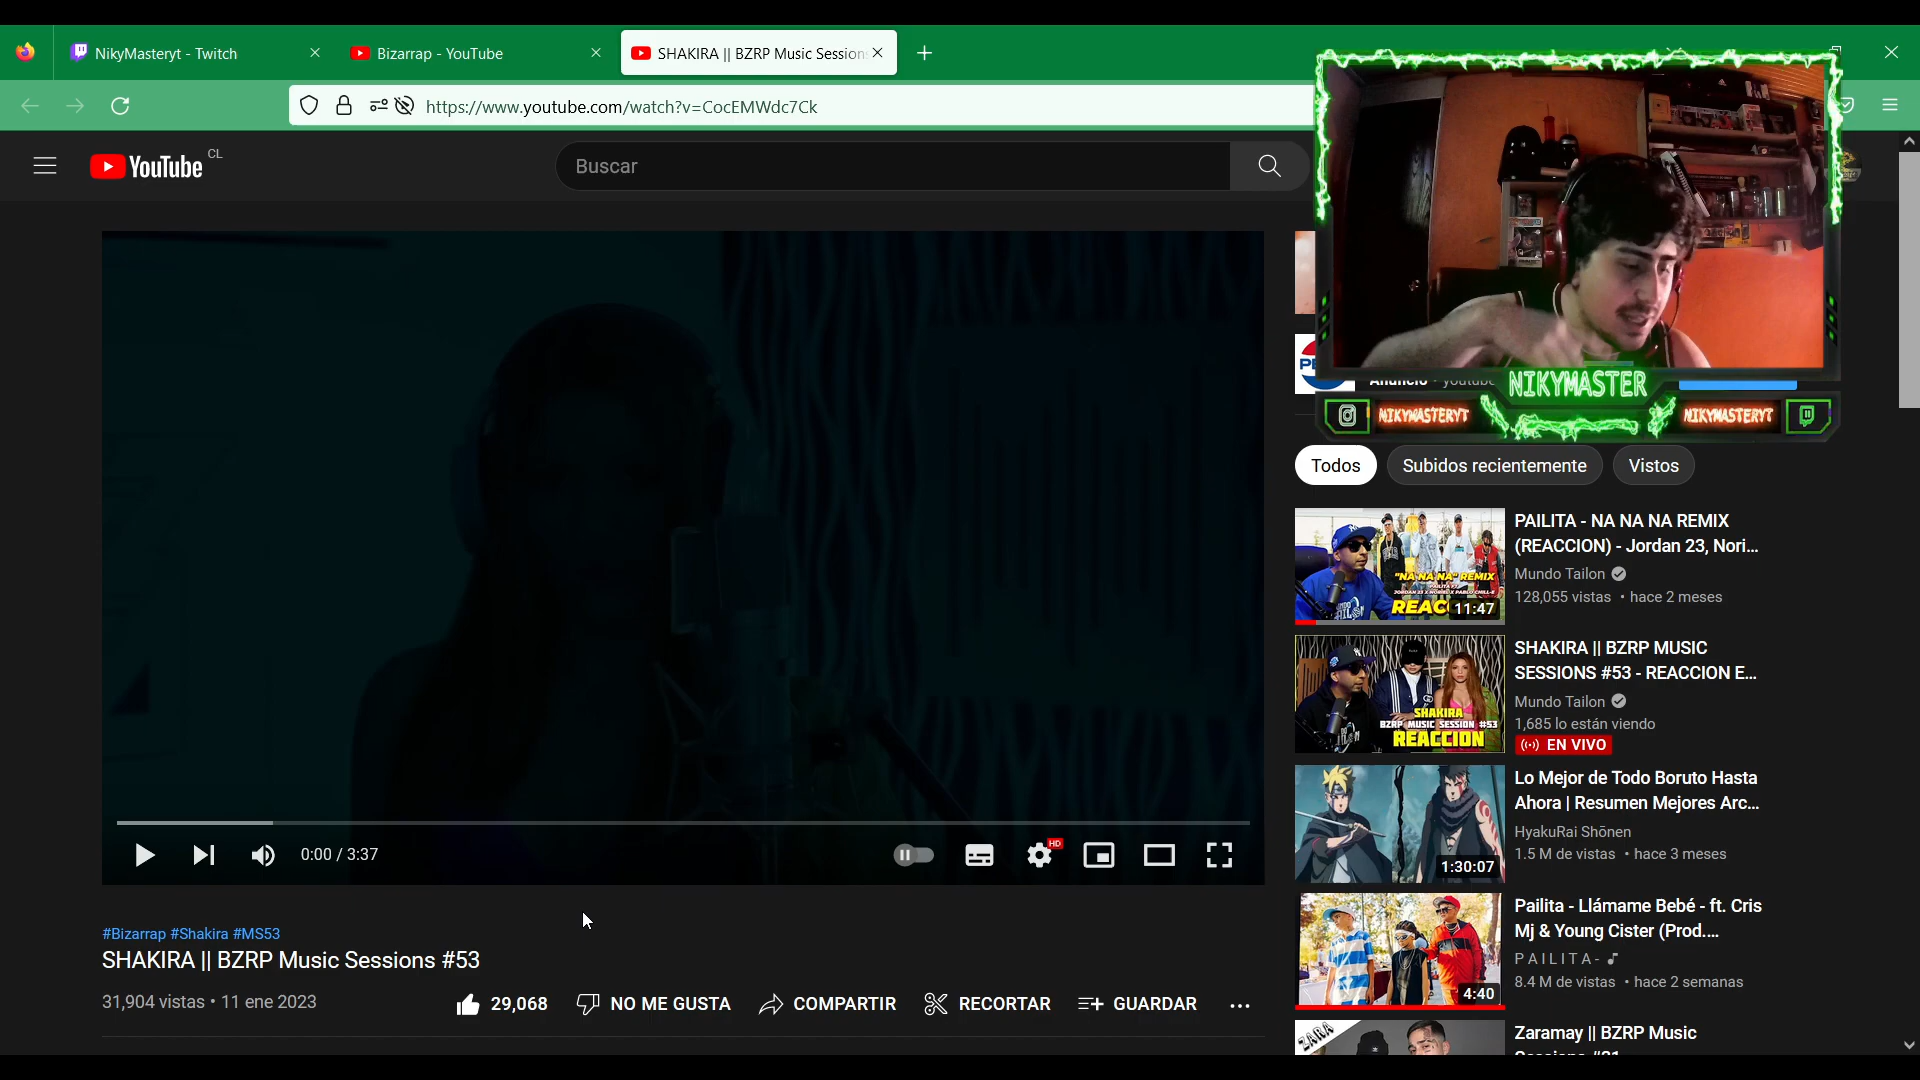 NikyMasteryt - Twitch
Bizarrap - YouTube
SHAKIRA || BZRP Music Sessions
https://www.youtube.com/watch?v=CocEMWdc7Ck
YouTube CL
Buscar
Anuncio
NIKYMASTER
NIKYMASTERYT
NIKYMASTERYT
Todos
Subidos recientemente
Vistos
"NA NA NA" REMIX
11:47
PAILITA - NA NA NA REMIX
(REACCION) - Jordan 23, Nori...
Mundo Tailon
128,055 vistas • hace 2 meses
SHAKIRA
BZRP MUSIC SESSION #53
REACCION
SHAKIRA || BZRP MUSIC
SESSIONS #53 - REACCION E...
Mundo Tailon
1,685 lo están viendo
EN VIVO
1:30:07
Lo Mejor de Todo Boruto Hasta
Ahora | Resumen Mejores Arc...
HyakuRai Shōnen
1.5 M de vistas • hace 3 meses
4:40
Pailita - Llámame Bebé - ft. Cris
Mj & Young Cister (Prod....
PAILITA-
8.4 M de vistas • hace 2 semanas
ZARA
Zaramay || BZRP Music
0:00 / 3:37
HD
#Bizarrap #Shakira #MS53
SHAKIRA || BZRP Music Sessions #53
31,904 vistas • 11 ene 2023
29,068
NO ME GUSTA
COMPARTIR
RECORTAR
GUARDAR